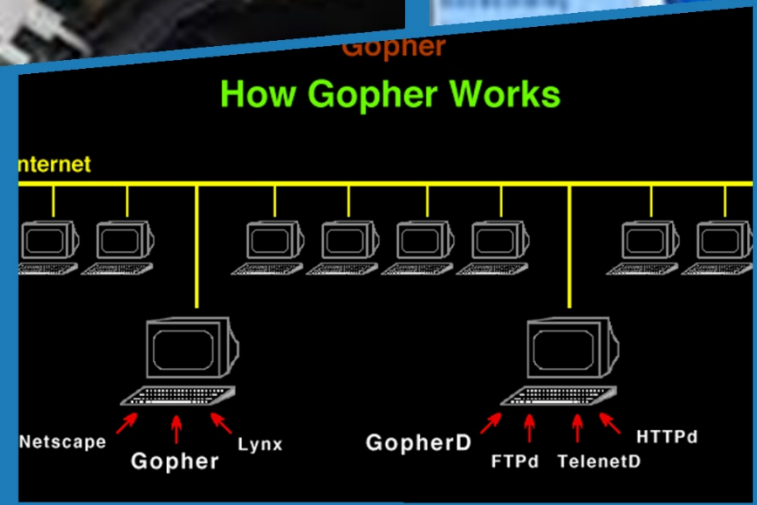 Gopher
How Gopher Works
nternet
Netscape
Gopher
Lynx
GopherD
FTPd
TelenetD
HTTPd